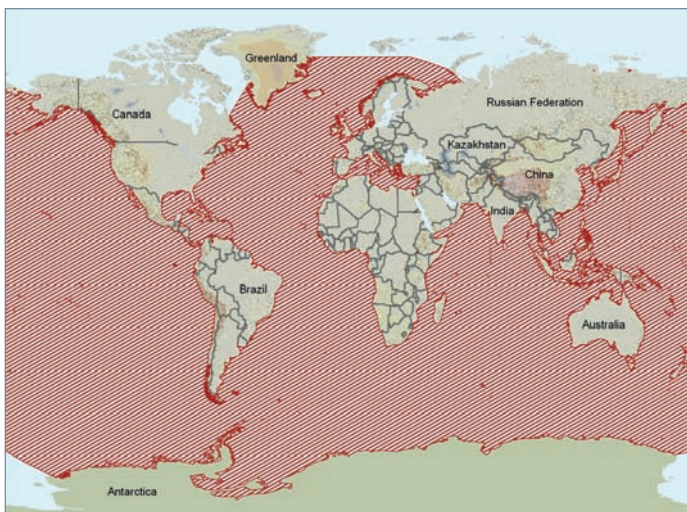 Greenland
Canada
Russian Federation
Kazakhstan
China
India
Brazil
Australia
Antarctica